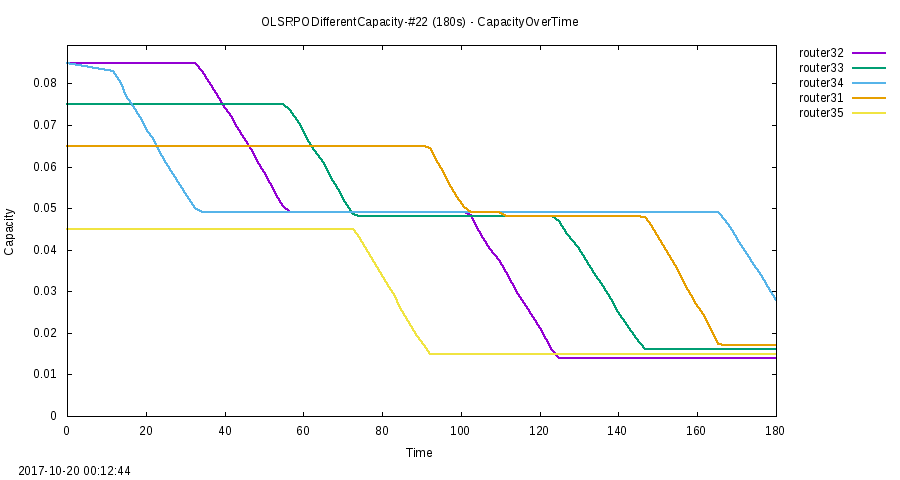 OLSRPODifferentCapacity-#22 (180s) - CapacityOverTime
router32
router33
router34
router31
router35
Capacity
0.08
0.07
0.06
0.05
0.04
0.03
0.02
0.01
0
0 20 40 60 80 100 120 140 160 180
Time
2017-10-20 00:12:44